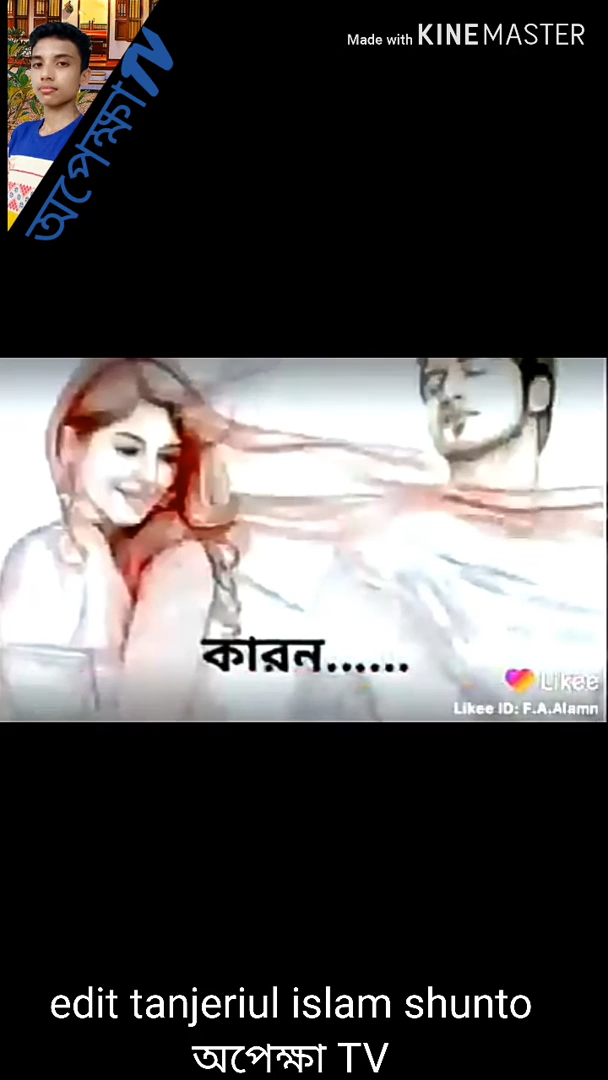 Made with KINEMASTER
অপেক্ষা TV
কারন......
Likee
Likee ID: F.A.Alamn
edit tanjeriul islam shunto
অপেক্ষা TV